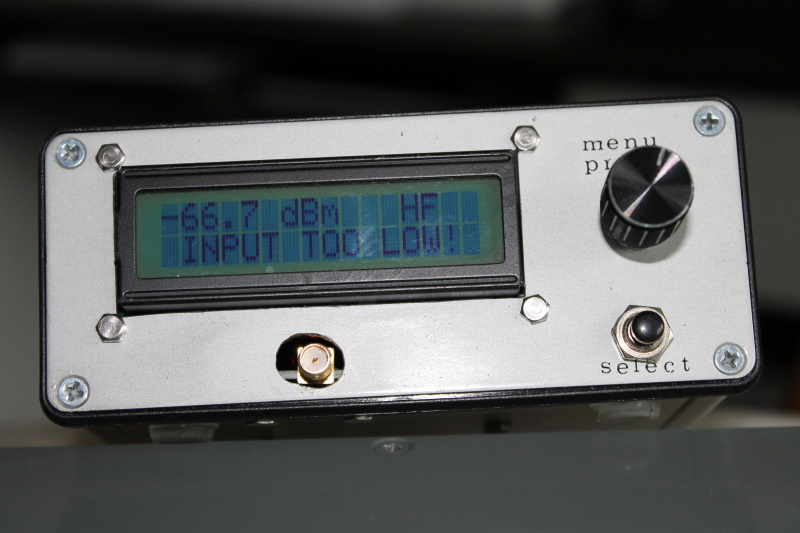 -66.7 dBm HF
INPUT TOO LOW!
menu
select